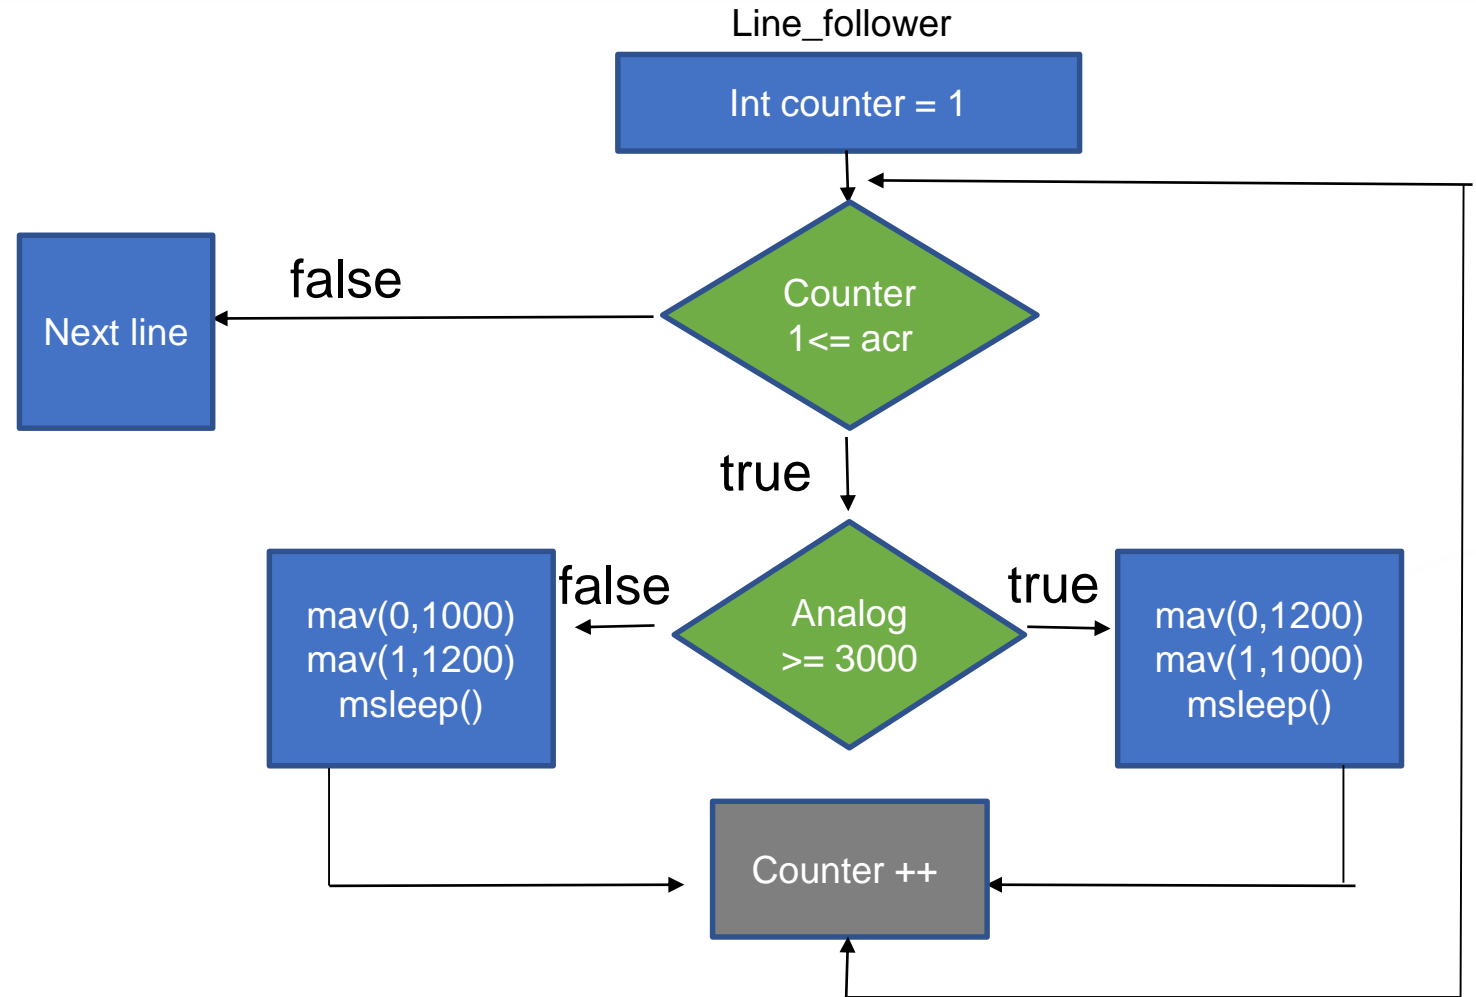 Line_follower
Int counter = 1
false
Counter
1<= acr
Next line
true
false
true
mav(0,1000)
mav(1,1200)
msleep()
Analog
>= 3000
mav(0,1200)
mav(1,1000)
msleep()
Counter ++